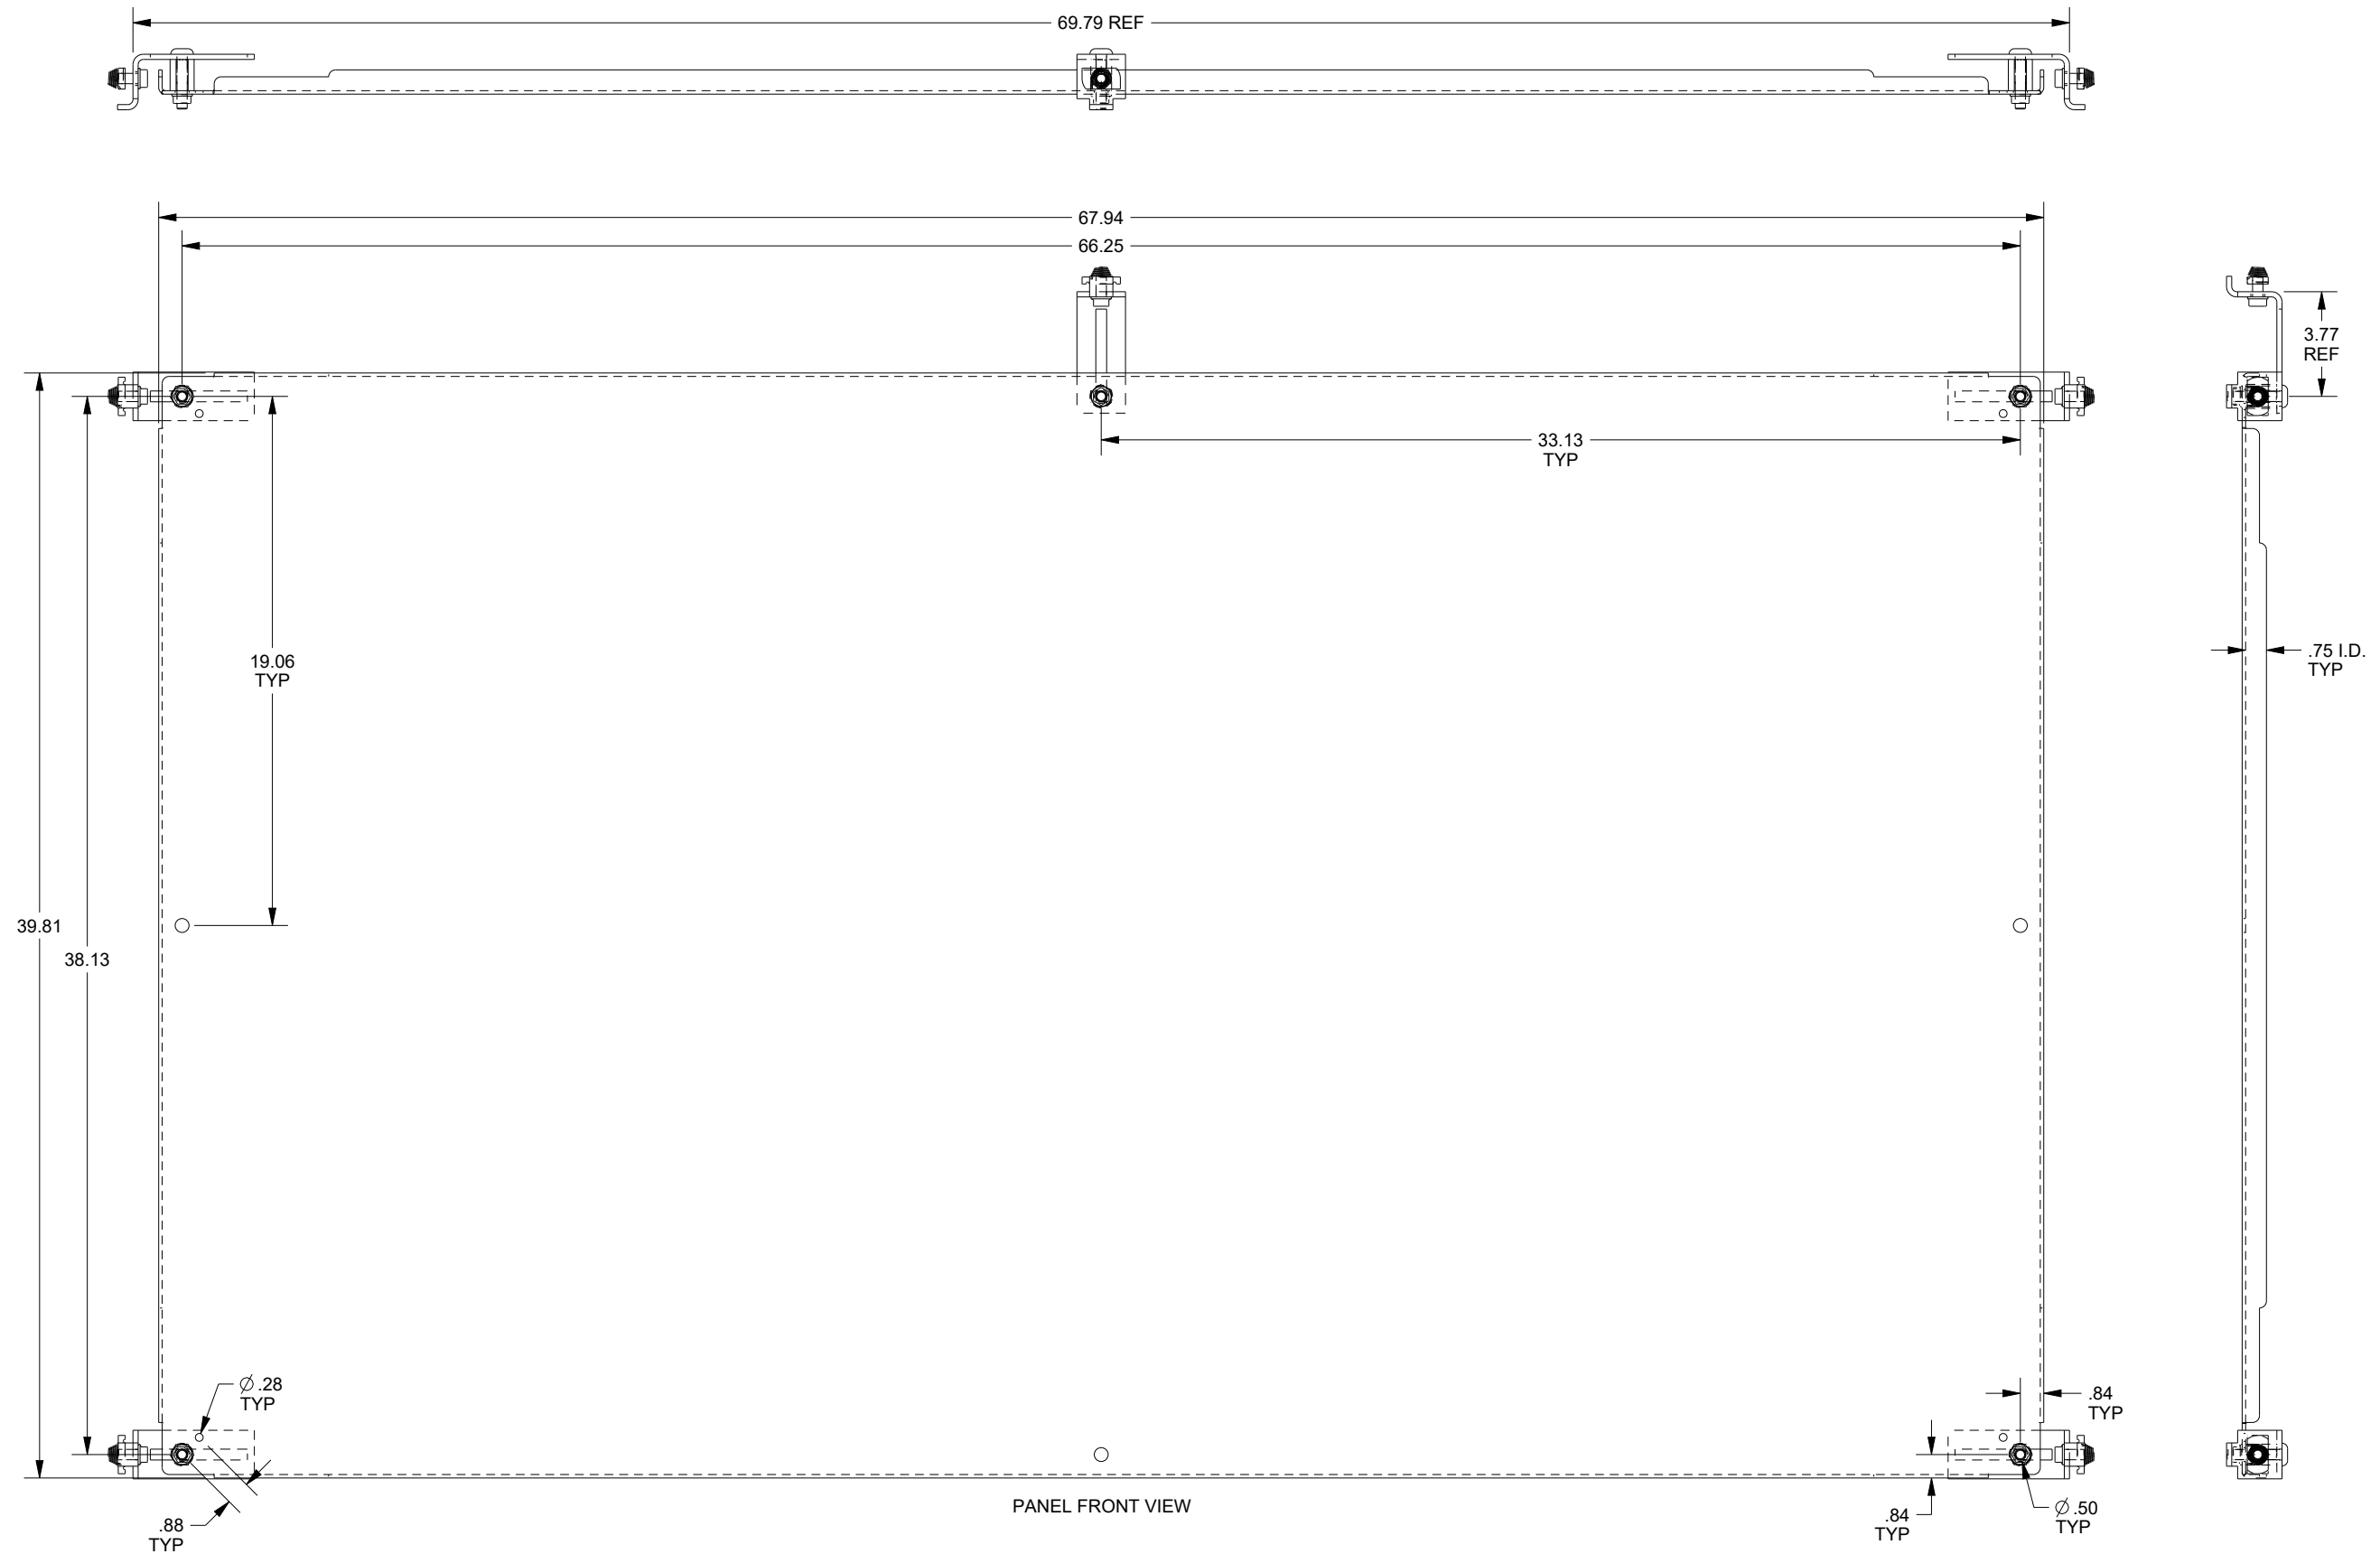 69.79 REF
67.94
66.25
3.77
REF
33.13
TYP
19.06
TYP
.75 I.D.
TYP
39.81
38.13
Ø .28
TYP
.84
TYP
PANEL FRONT VIEW
.88
TYP
.84
TYP
Ø .50
TYP